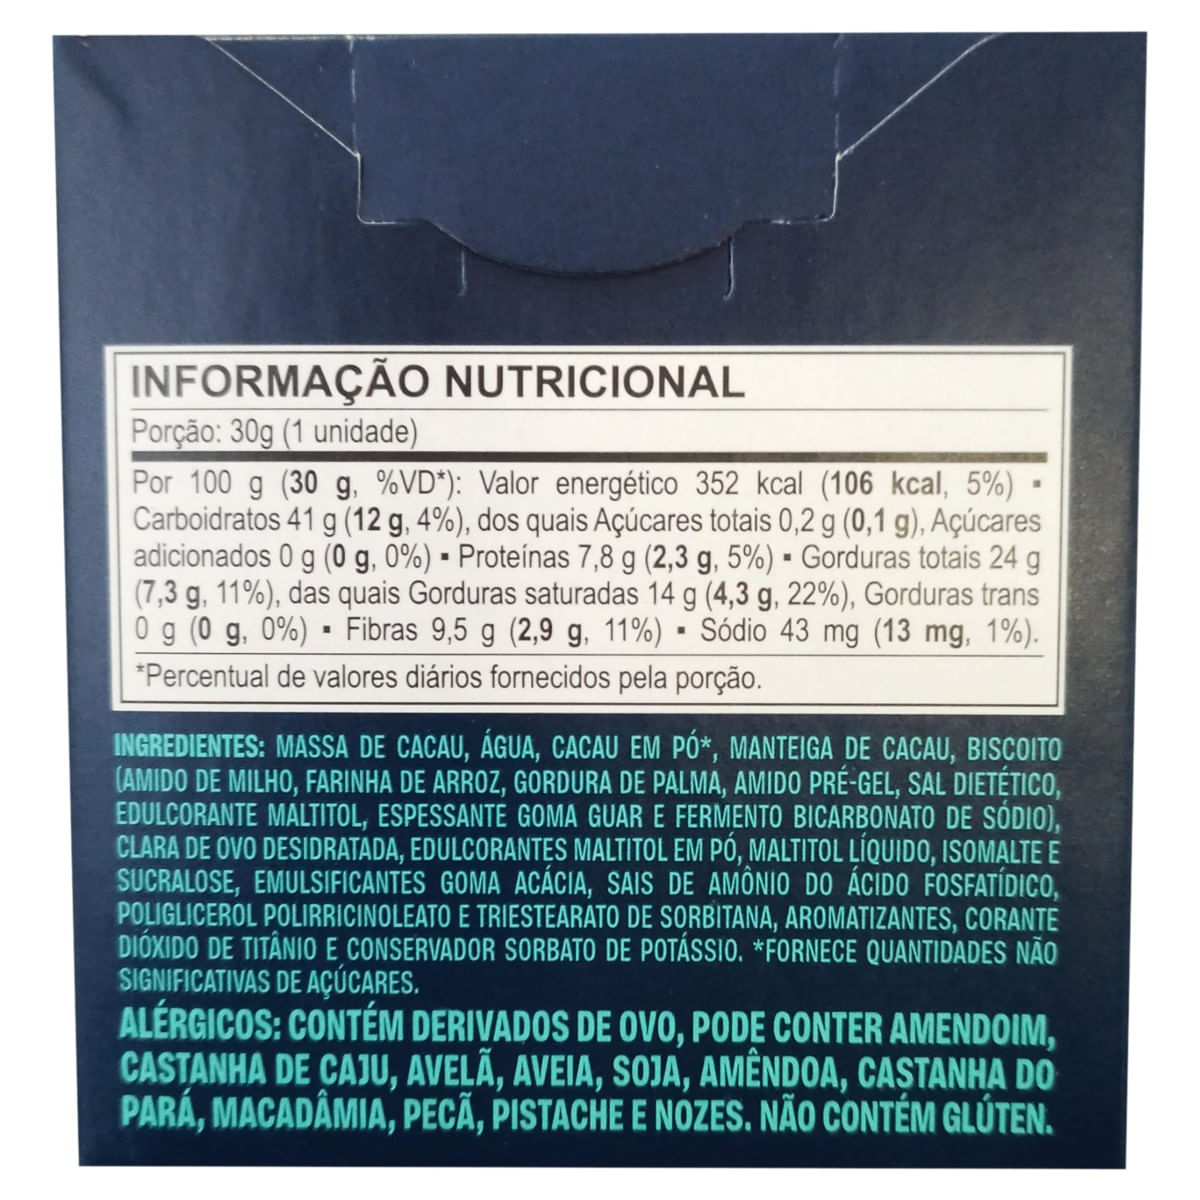 INFORMAÇÃO NUTRICIONAL
Porção: 30g (1 unidade)
Por 100 g (30 g, %VD*): Valor energético 352 kcal (106 kcal, 5%) ▪
Carboidratos 41 g (12 g, 4%), dos quais Açúcares totais 0,2 g (0,1 g), Açúcares
adicionados 0 g (0 g, 0%) ▪ Proteínas 7,8 g (2,3 g, 5%) ▪ Gorduras totais 24 g
(7,3 g, 11%), das quais Gorduras saturadas 14 g (4,3 g, 22%), Gorduras trans
0 g (0 g, 0%) ▪ Fibras 9,5 g (2,9 g, 11%) ▪ Sódio 43 mg (13 mg, 1%).
*Percentual de valores diários fornecidos pela porção.
INGREDIENTES: MASSA DE CACAU, ÁGUA, CACAU EM PÓ*, MANTEIGA DE CACAU, BISCOITO
(AMIDO DE MILHO, FARINHA DE ARROZ, GORDURA DE PALMA, AMIDO PRÉ-GEL, SAL DIETÉTICO,
EDULCORANTE MALTITOL, ESPESSANTE GOMA GUAR E FERMENTO BICARBONATO DE SÓDIO),
CLARA DE OVO DESIDRATADA, EDULCORANTES MALTITOL EM PÓ, MALTITOL LÍQUIDO, ISOMALTE E
SUCRALOSE, EMULSIFICANTES GOMA ACÁCIA, SAIS DE AMÔNIO DO ÁCIDO FOSFATÍDICO,
POLIGLICEROL POLIRRICINOLEATO E TRIESTEARATO DE SORBITANA, AROMATIZANTES, CORANTE
DIÓXIDO DE TITÂNIO E CONSERVADOR SORBATO DE POTÁSSIO. *FORNECE QUANTIDADES NÃO
SIGNIFICATIVAS DE AÇÚCARES.
ALÉRGICOS: CONTÉM DERIVADOS DE OVO, PODE CONTER AMENDOIM,
CASTANHA DE CAJU, AVELÃ, AVEIA, SOJA, AMÊNDOA, CASTANHA DO
PARÁ, MACADÂMIA, PECÃ, PISTACHE E NOZES. NÃO CONTÉM GLÚTEN.